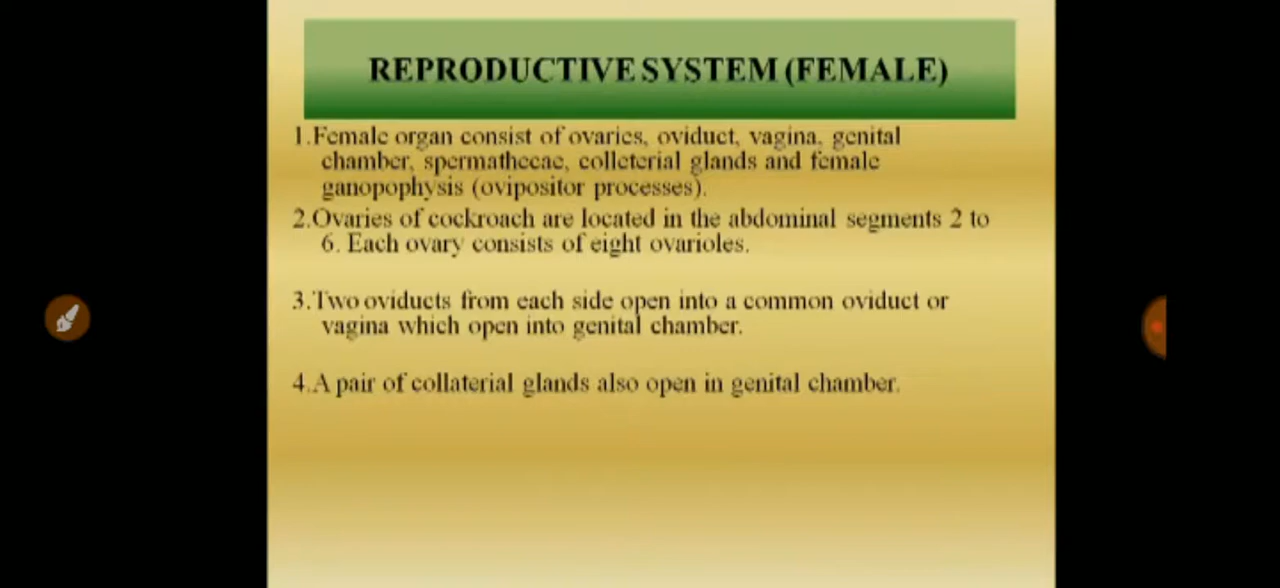 REPRODUCTIVE SYSTEM (FEMALE)
1.Female organ consist of ovaries, oviduct, vagina, genital
chamber, spermathecae, colleterial glands and female
ganopophysis (ovipositor processes).
2.Ovaries of cockroach are located in the abdominal segments 2 to
6. Each ovary consists of eight ovarioles.
3.Two oviducts from each side open into a common oviduct or
vagina which open into genital chamber.
4.A pair of collaterial glands also open in genital chamber.